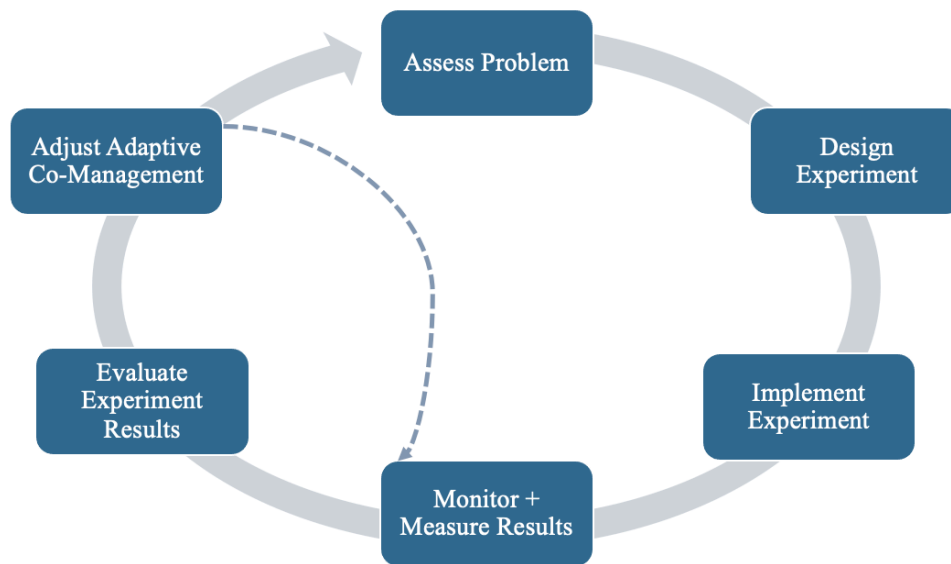 Assess Problem
Design
Experiment
Implement
Experiment
Monitor +
Measure Results
Evaluate
Experiment
Results
Adjust Adaptive
Co-Management